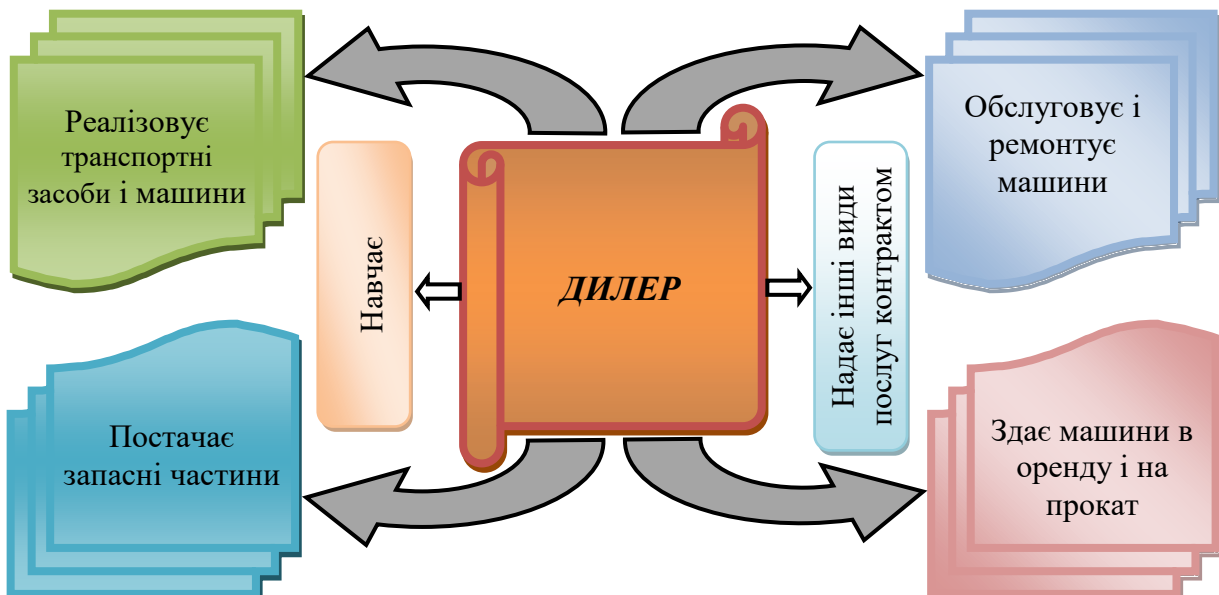 Реалізовує
транспортні
засоби і машини
Обслуговує і
ремонтує
машини
Навчає
ДИЛЕР
Надає інші види
послуг контрактом
Постачає
запасні частини
Здає машини в
оренду і на
прокат